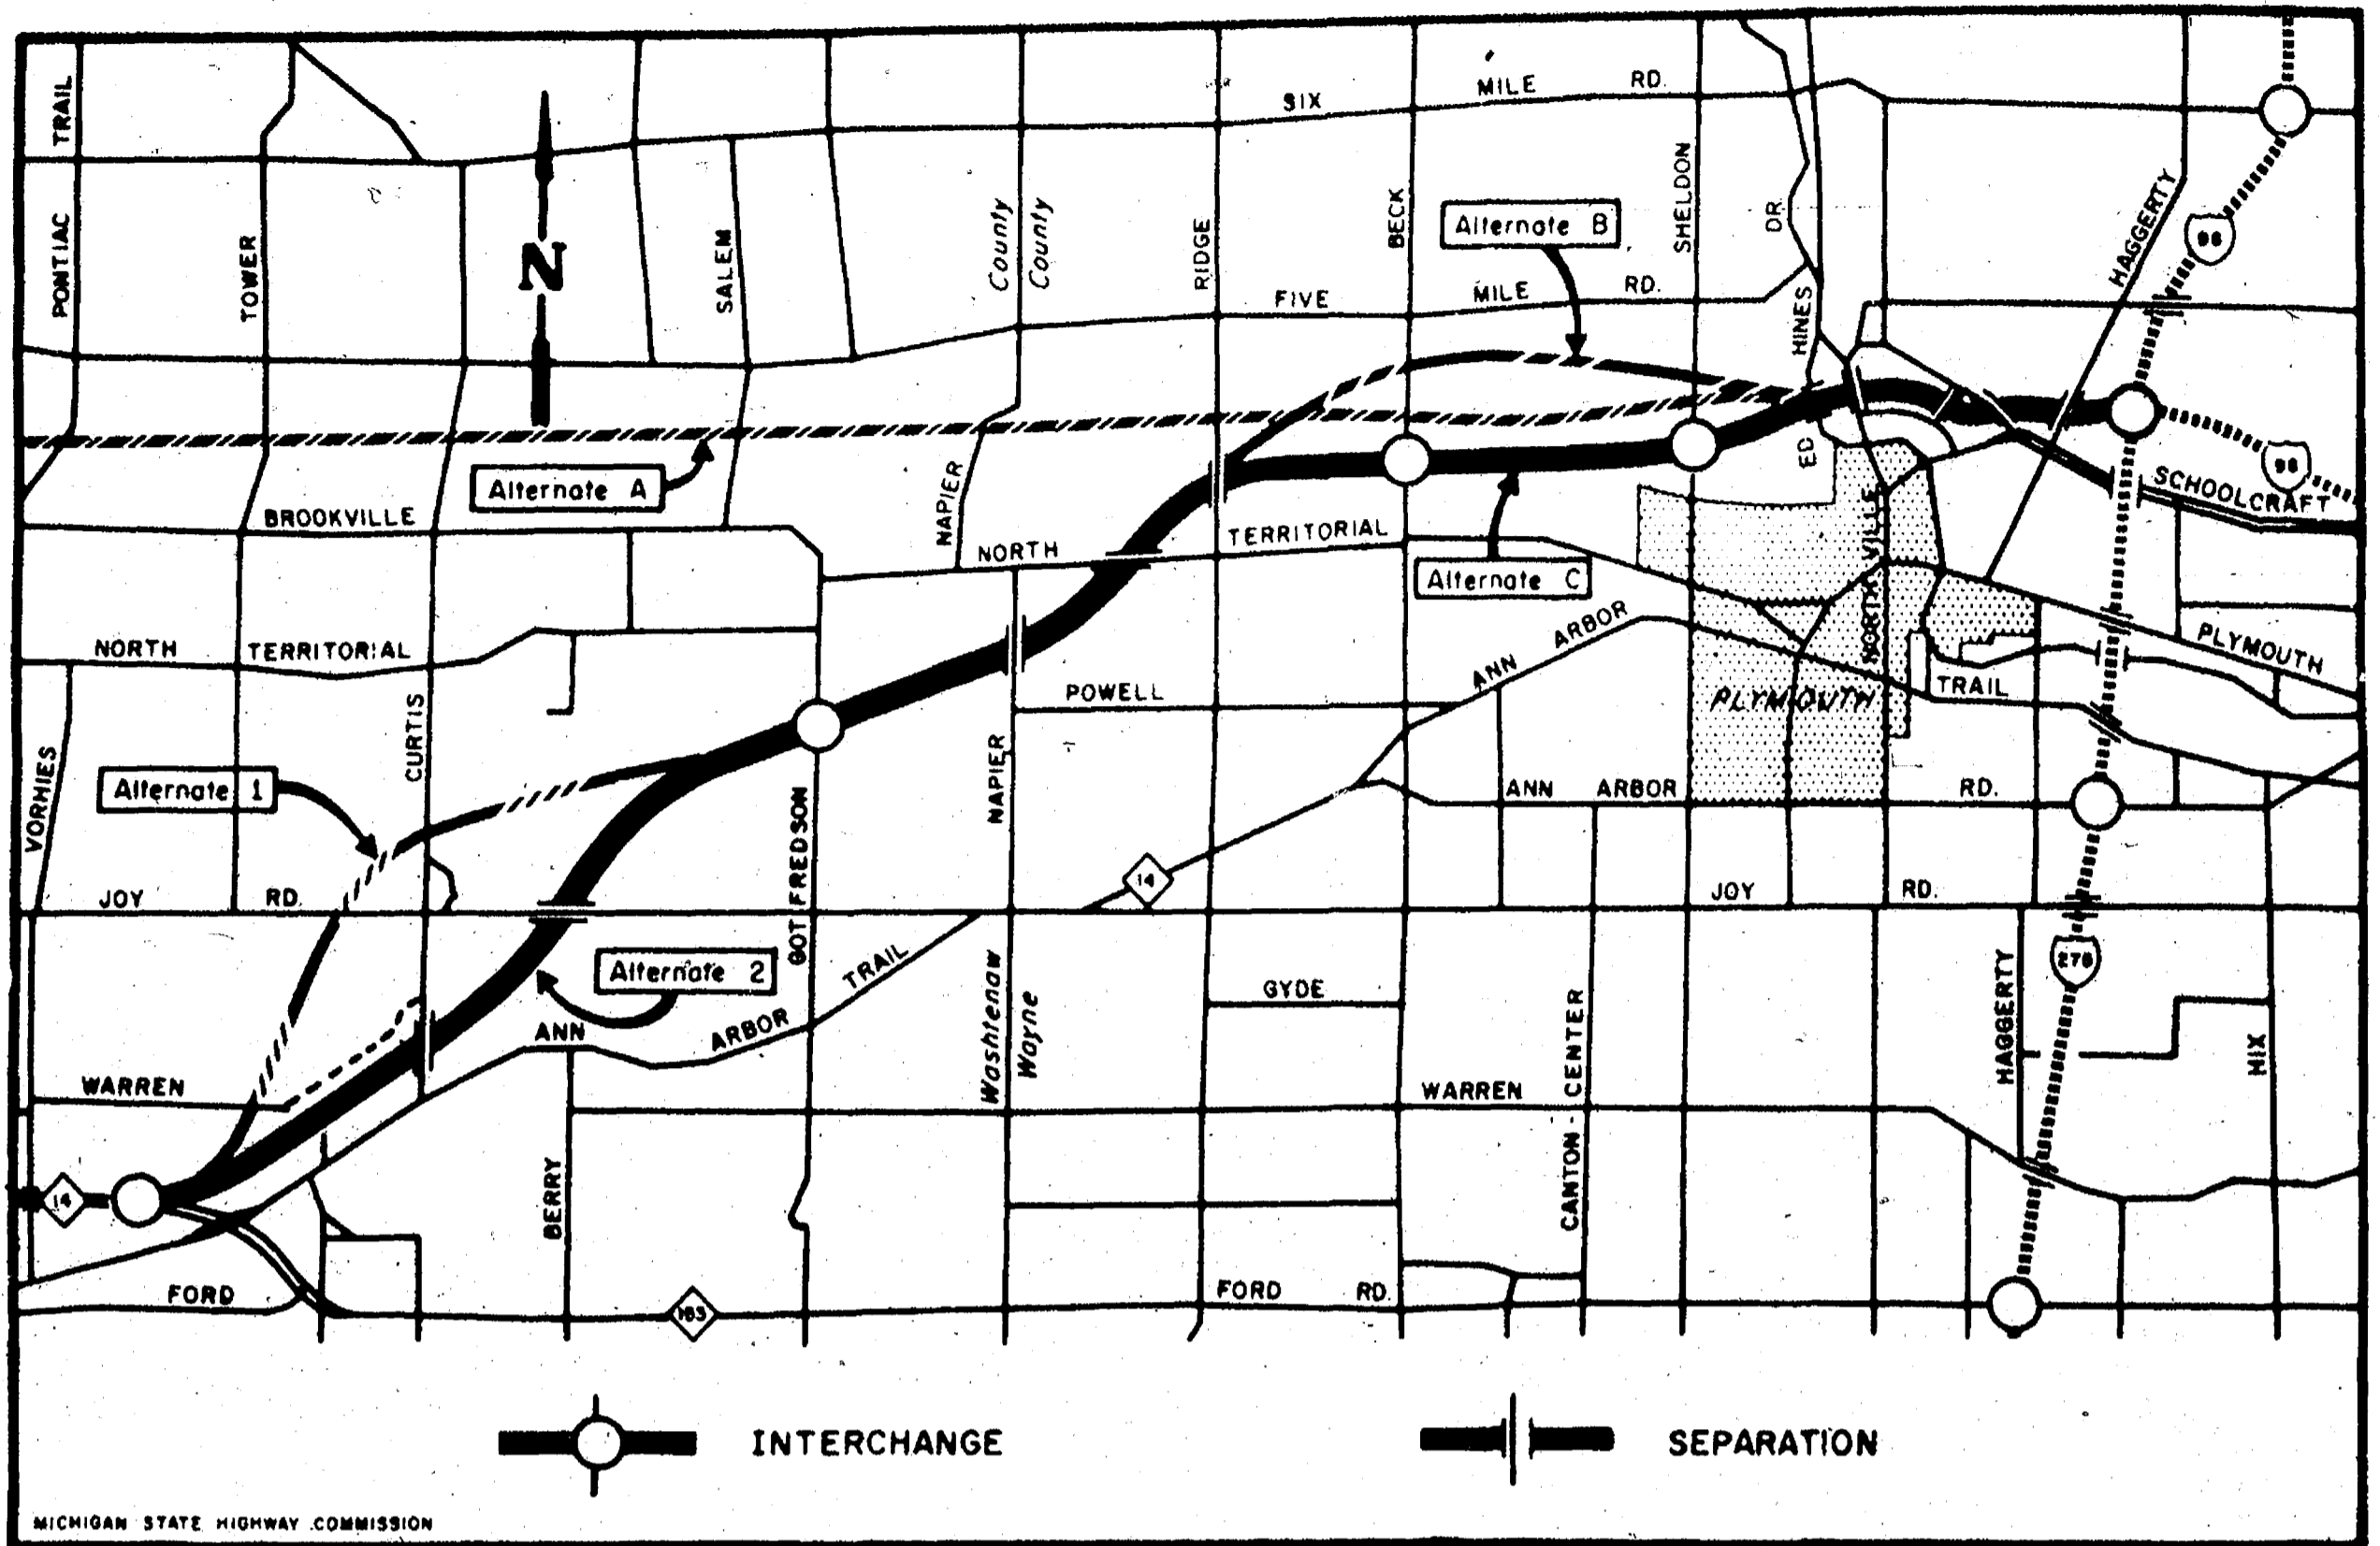 SIX MILE RD.
PONTIAC TRAIL
TOWER
N
SALEM
County
County
RIDGE
BECK
SHELDON
HINES DR.
HAGGERTY
96
Alternate B
FIVE MILE RD.
ED
Alternate A
96
SCHOOLCRAFT
BROOKVILLE
NAPIER
NORTH TERRITORIAL
Alternate C
NORTHVILLE
NORTH TERRITORIAL
PLYMOUTH
ANN ARBOR TRAIL
POWELL
PLYMOUTH
CURTIS
VORHIES
Alternate 1
GOTFREDSON
NAPIER
ANN ARBOR RD.
14
JOY RD.
JOY RD.
Alternate 2
ANN ARBOR TRAIL
Washtenaw
Wayne
GYDE
CANTON - CENTER
HAGGERTY
275
HIX
WARREN
WARREN
BERRY
14
FORD
153
FORD RD.
INTERCHANGE
SEPARATION
MICHIGAN STATE HIGHWAY COMMISSION